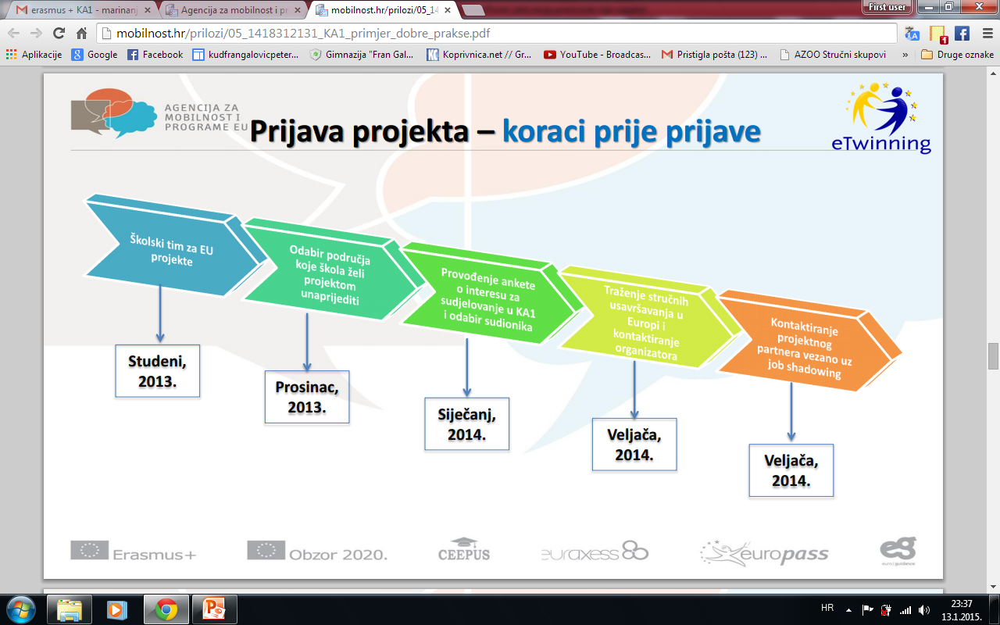 erasmus + KA1 - marinanj
Agencija za mobilnost i p
mobilnost.hr/prilozi/05_14
First user
mobilnost.hr/prilozi/05_1418312131_KA1_primjer_dobre_prakse.pdf
1
Aplikacije
Google
Facebook
kudfrangalovicpeter...
Gimnazija "Fran Gal...
Koprivnica.net // Gr...
YouTube - Broadcas...
Pristigla pošta (123) ...
AZOO Stručni skupovi
»
Druge oznake
AGENCIJA ZA
MOBILNOST I
PROGRAME EU
Prijava projekta – koraci prije prijave
eTwinning
Školski tim za EU
projekte
Odabir područja
koje škola želi
projektom
unaprijediti
Provođenje ankete
o interesu za
sudjelovanje u KA1
i odabir sudionika
Traženje stručnih
usavršavanja u
Europi i
kontaktiranje
organizatora
Kontaktiranje
projektnog
partnera vezano uz
job shadowing
Studeni,
2013.
Prosinac,
2013.
Siječanj,
2014.
Veljača,
2014.
Veljača,
2014.
Erasmus+
Obzor 2020.
CEEPUS
euraxess
europass
eg
euro|guidance
HR
23:37
13.1.2015.